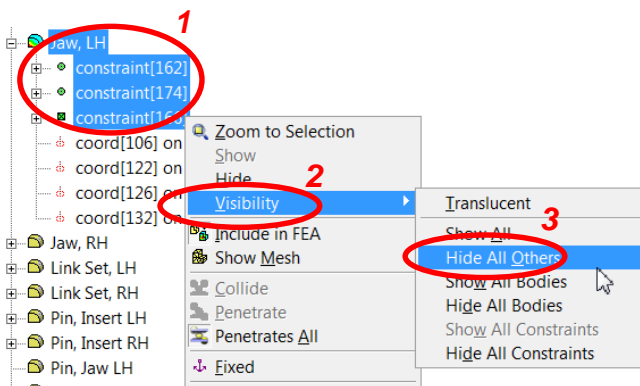 1
Jaw, LH
constraint[162]
constraint[174]
constraint[16
coord[106] on
coord[122] on
coord[126] on
coord[132] on
Jaw, RH
Link Set, LH
Link Set, RH
Pin, Insert LH
Pin, Insert RH
Pin, Jaw LH
Zoom to Selection
Show
Hide
2
Visibility
Include in FEA
Show Mesh
Collide
Penetrate
Penetrates All
Fixed
Translucent
3
Show All
Hide All Others
Show All Bodies
Hide All Bodies
Show All Constraints
Hide All Constraints